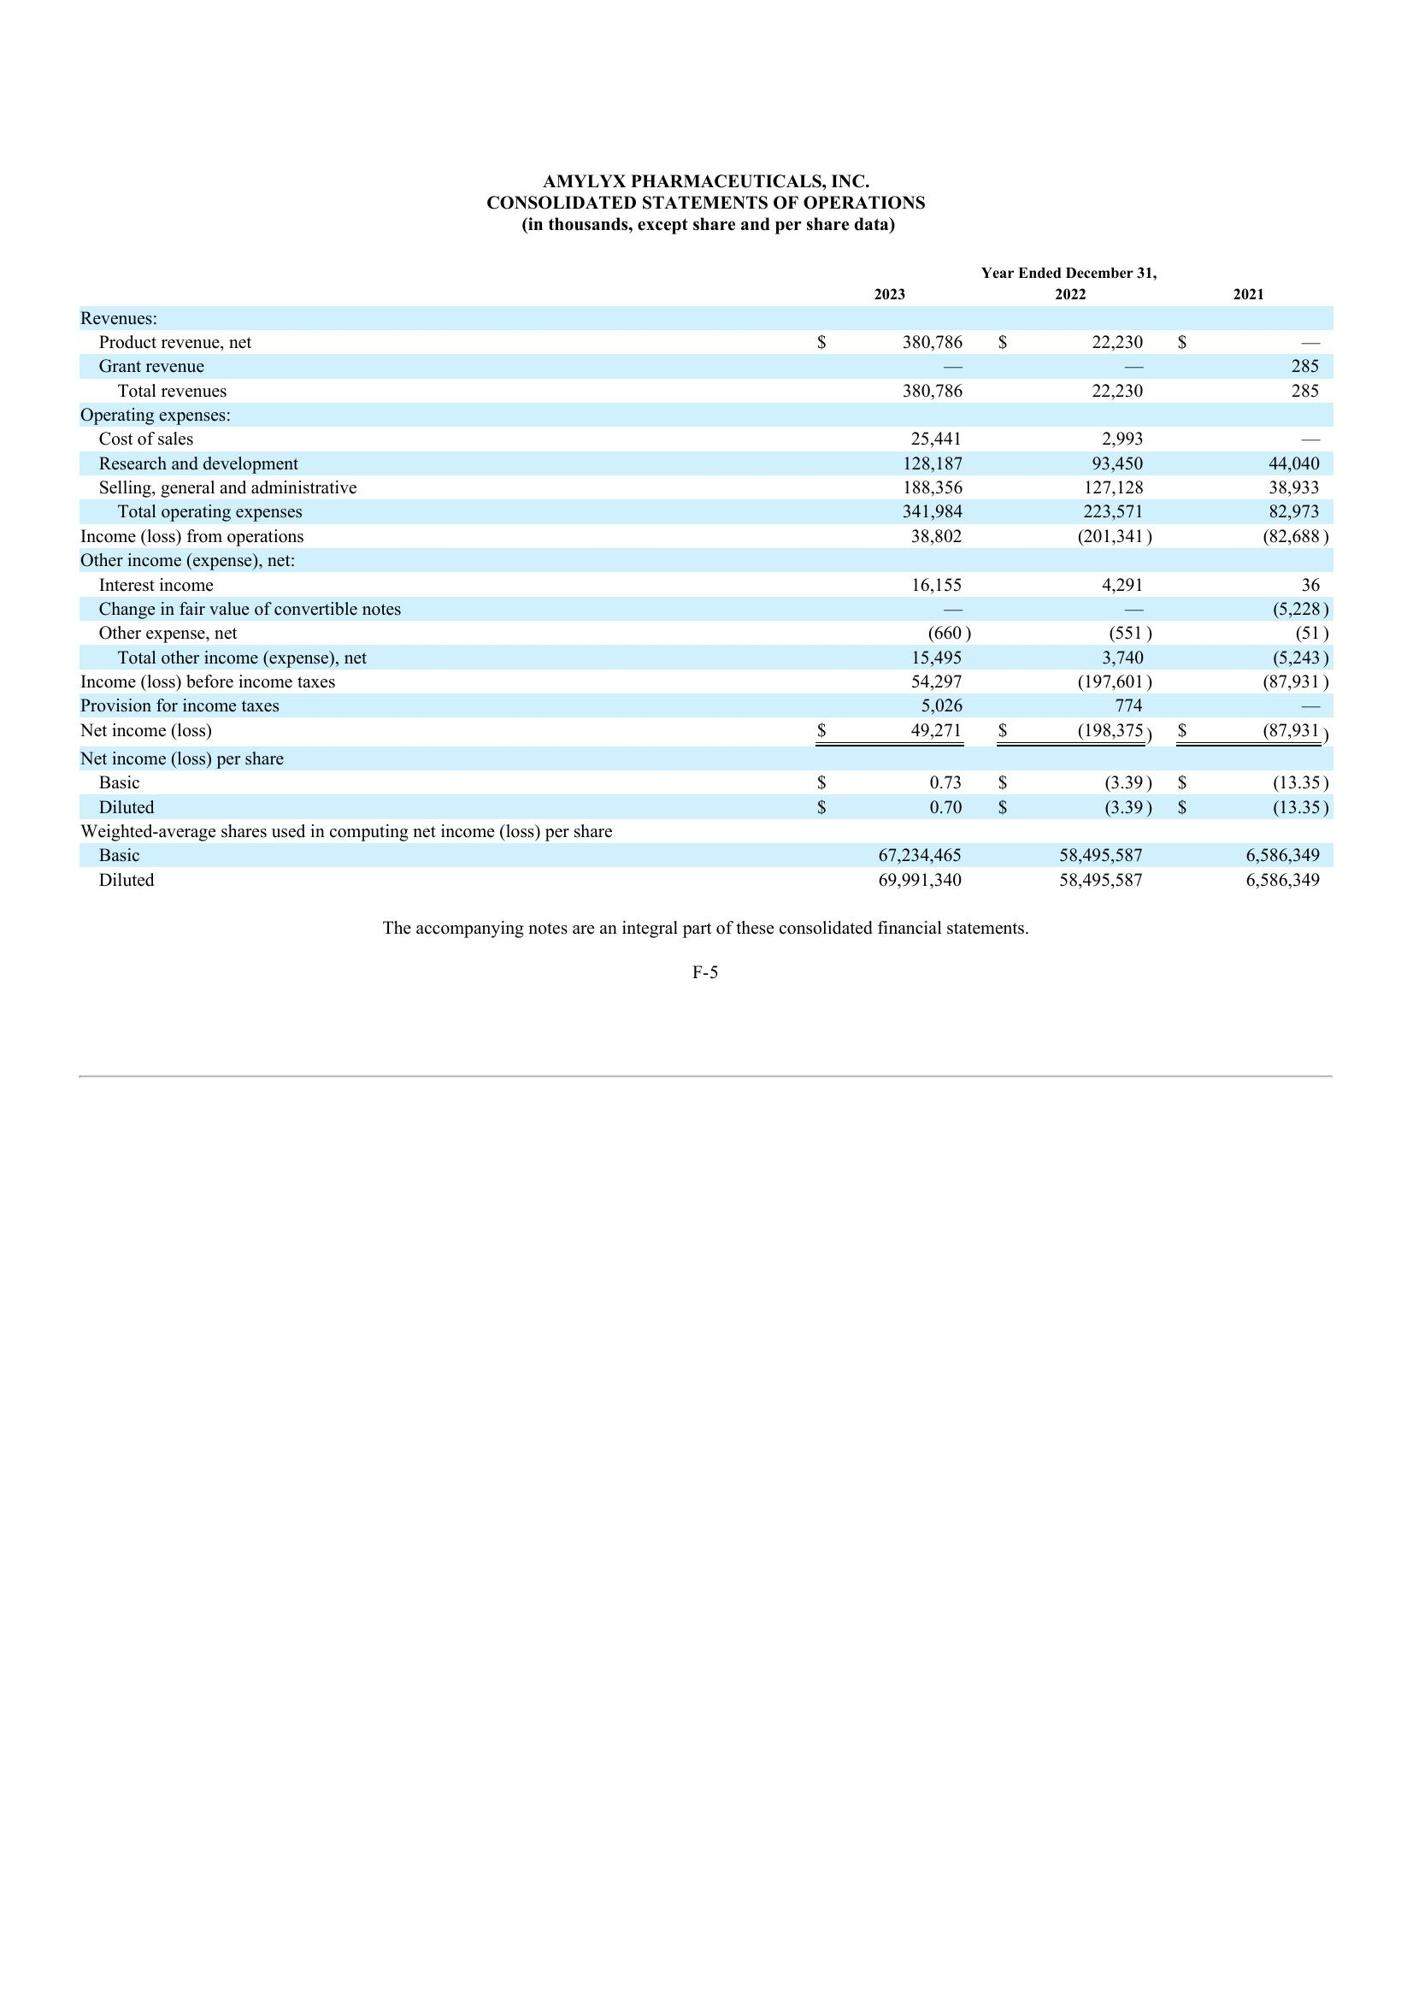 AMYLYX PHARMACEUTICALS, INC.
CONSOLIDATED STATEMENTS OF OPERATIONS
(in thousands, except share and per share data)
Year Ended December 31,
2023 2022 2021
Revenues:
Product revenue, net $ 380,786 $ 22,230 $ —
Grant revenue — — 285
Total revenues 380,786 22,230 285
Operating expenses:
Cost of sales 25,441 2,993 —
Research and development 128,187 93,450 44,040
Selling, general and administrative 188,356 127,128 38,933
Total operating expenses 341,984 223,571 82,973
Income (loss) from operations 38,802 (201,341) (82,688)
Other income (expense), net:
Interest income 16,155 4,291 36
Change in fair value of convertible notes — — (5,228)
Other expense, net (660) (551) (51)
Total other income (expense), net 15,495 3,740 (5,243)
Income (loss) before income taxes 54,297 (197,601) (87,931)
Provision for income taxes 5,026 774 —
Net income (loss) $ 49,271 $ (198,375) $ (87,931)
Net income (loss) per share
Basic $ 0.73 $ (3.39) $ (13.35)
Diluted $ 0.70 $ (3.39) $ (13.35)
Weighted-average shares used in computing net income (loss) per share
Basic 67,234,465 58,495,587 6,586,349
Diluted 69,991,340 58,495,587 6,586,349
The accompanying notes are an integral part of these consolidated financial statements.
F-5